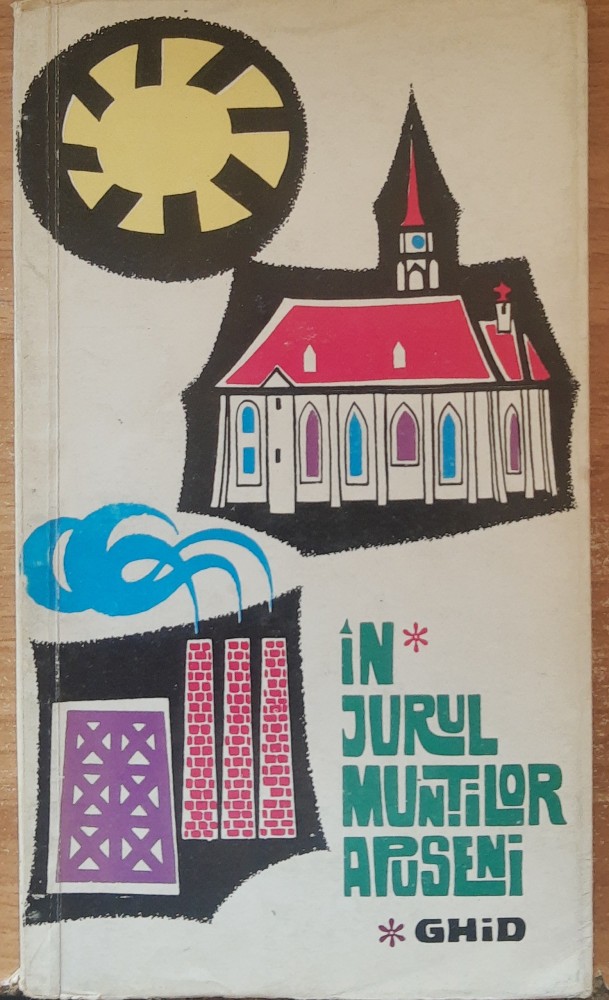 ÎN*
JURUL
MUNȚILOR
APUSENI
* GHiD